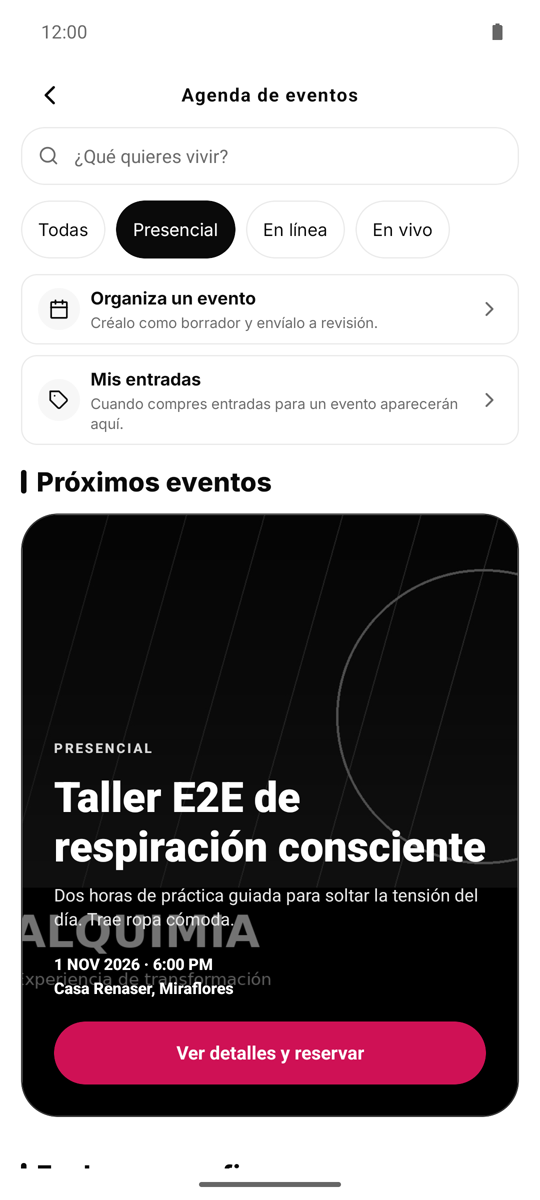 12:00
Agenda de eventos
¿Qué quieres vivir?
Todas
Presencial
En línea
En vivo
Organiza un evento
Créalo como borrador y envíalo a revisión.
Mis entradas
Cuando compres entradas para un evento aparecerán
aquí.
Próximos eventos
PRESENCIAL
Taller E2E de
respiración consciente
Dos horas de práctica guiada para soltar la tensión del
día. Trae ropa cómoda.
ALQUIMIA
1 NOV 2026 · 6:00 PM
Experiencia de transformación
Casa Renaser, Miraflores
Ver detalles y reservar